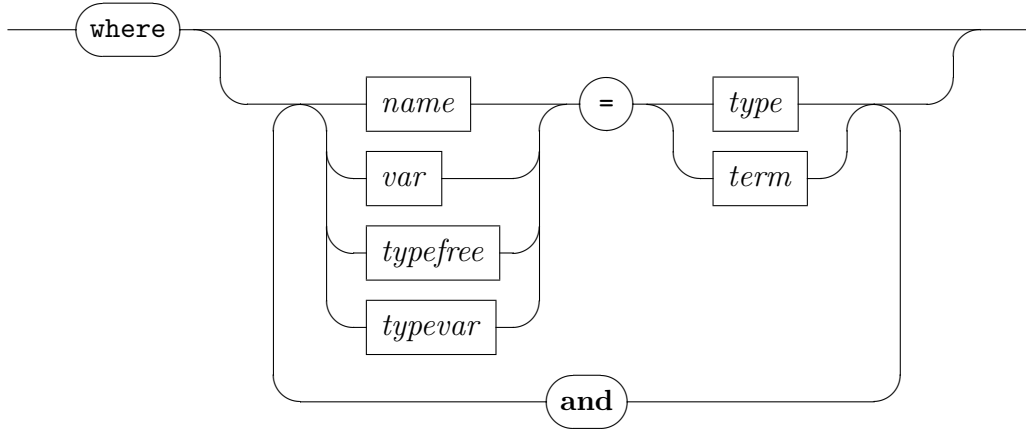 where
name = type
var term
typefree
typevar
and